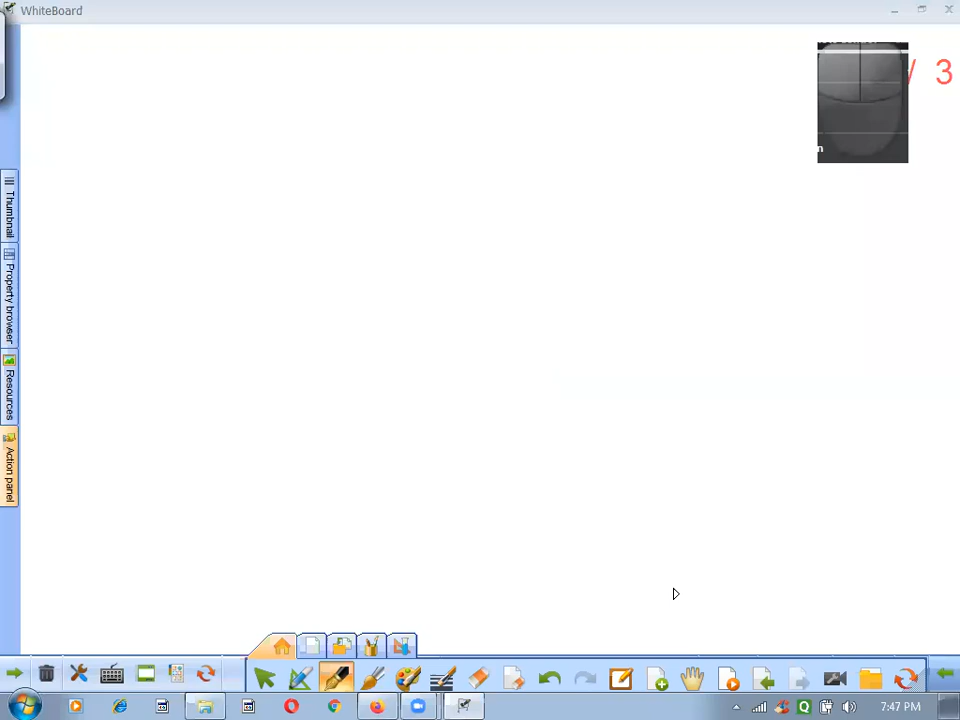 WhiteBoard
/ 3
n
Thumbnail
Property browser
Resources
Action panel
7:47 PM